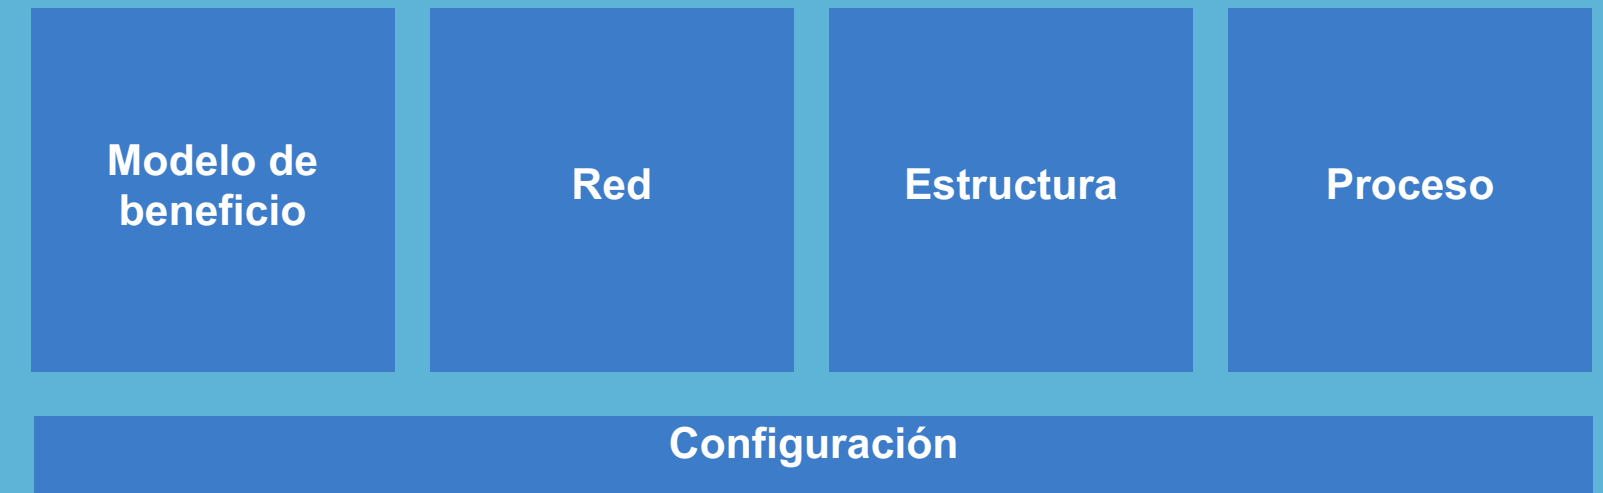 Modelo de
beneficio
Red
Estructura
Proceso
Configuración